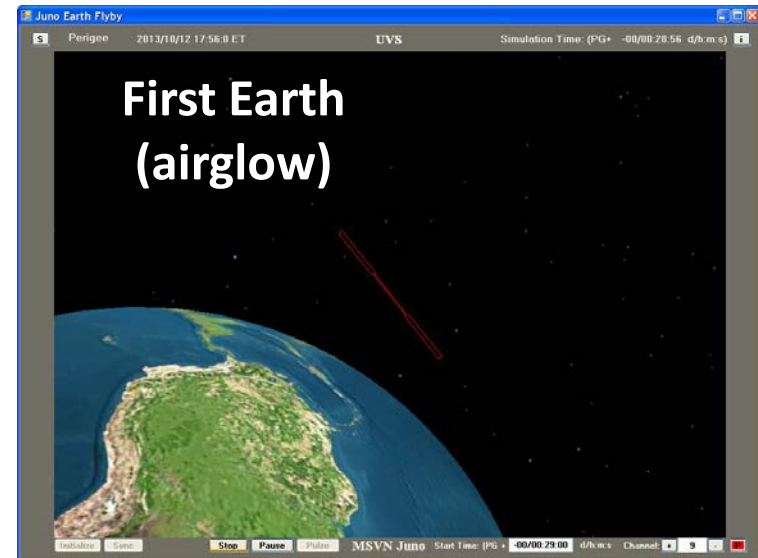 Juno Earth Flyby
S Perigee 2013/10/12 17:56:0 ET UVS Simulation Time: (PG+ -00/00:28:56 d/h:m:s) i
First Earth
(airglow)
Initialize Sync Stop Pause Pulse MSVN Juno Start Time: (PG + -00/00:29:00 d/h:m:s Channel: + 9 -